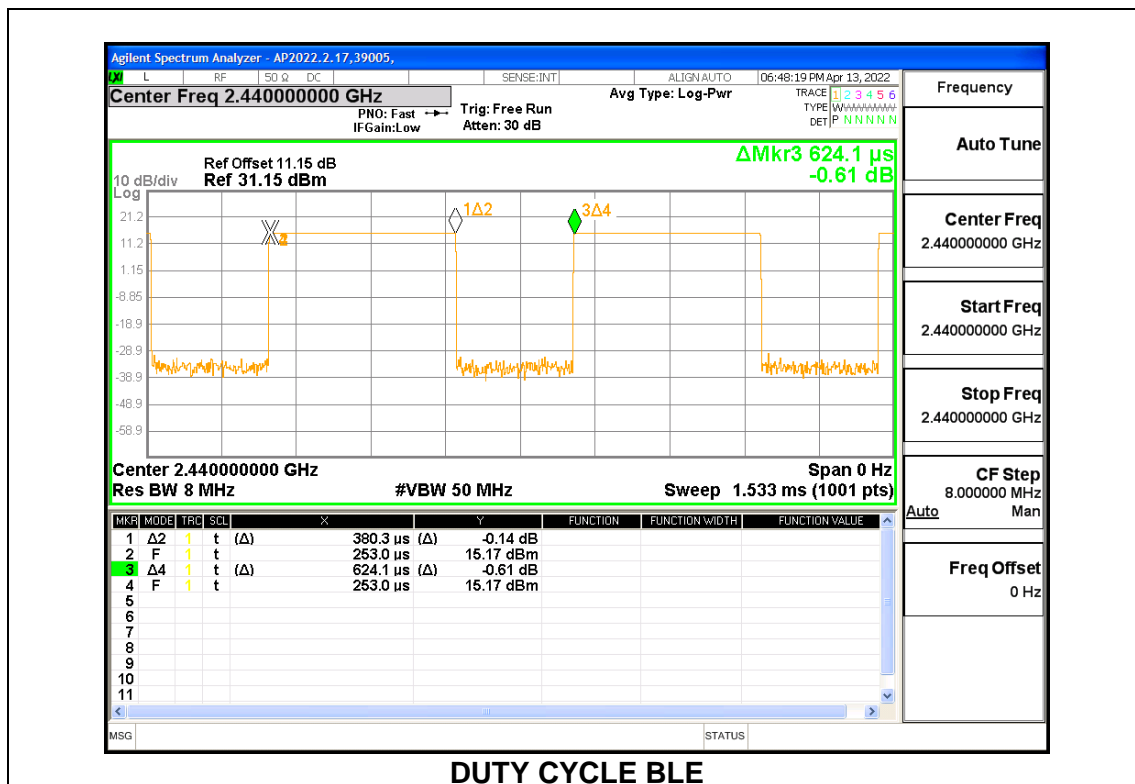 Agilent Spectrum Analyzer - AP2022.2.17,39005,
LXI L RF 50 Ω DC SENSE:INT ALIGN AUTO 06:48:19 PM Apr 13, 2022
Center Freq 2.440000000 GHz
PNO: Fast
IFGain:Low
Trig: Free Run
Atten: 30 dB
Avg Type: Log-Pwr
TRACE 1 2 3 4 5 6
TYPE
DET P N N N N N
Ref Offset 11.15 dB
Ref 31.15 dBm
10 dB/div
Log
ΔMkr3 624.1 µs
-0.61 dB
21.2
11.2
1.15
-8.85
-18.9
-28.9
-38.9
-48.9
-58.9
1Δ2
3Δ4
Center 2.440000000 GHz Span 0 Hz
Res BW 8 MHz #VBW 50 MHz Sweep 1.533 ms (1001 pts)
MKR MODE TRC SCL X Y FUNCTION FUNCTION WIDTH FUNCTION VALUE
1 Δ2 1 t (Δ) 380.3 µs (Δ) -0.14 dB
2 F 1 t 253.0 µs 15.17 dBm
3 Δ4 1 t (Δ) 624.1 µs (Δ) -0.61 dB
4 F 1 t 253.0 µs 15.17 dBm
5
6
7
8
9
10
11
MSG STATUS
Frequency
Auto Tune
Center Freq
2.440000000 GHz
Start Freq
2.440000000 GHz
Stop Freq
2.440000000 GHz
CF Step
8.000000 MHz
Auto Man
Freq Offset
0 Hz
DUTY CYCLE BLE